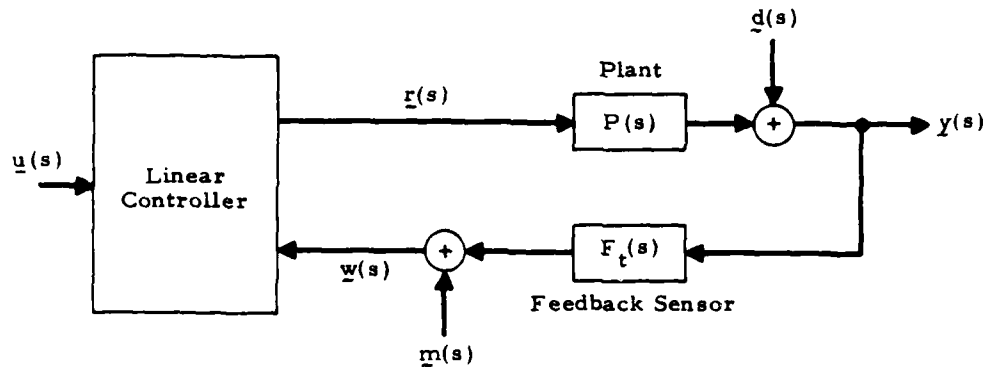 d(s)
Plant
r(s)
P(s)
+
y(s)
u(s)
Linear
Controller
+
F_t(s)
w(s)
Feedback Sensor
m(s)